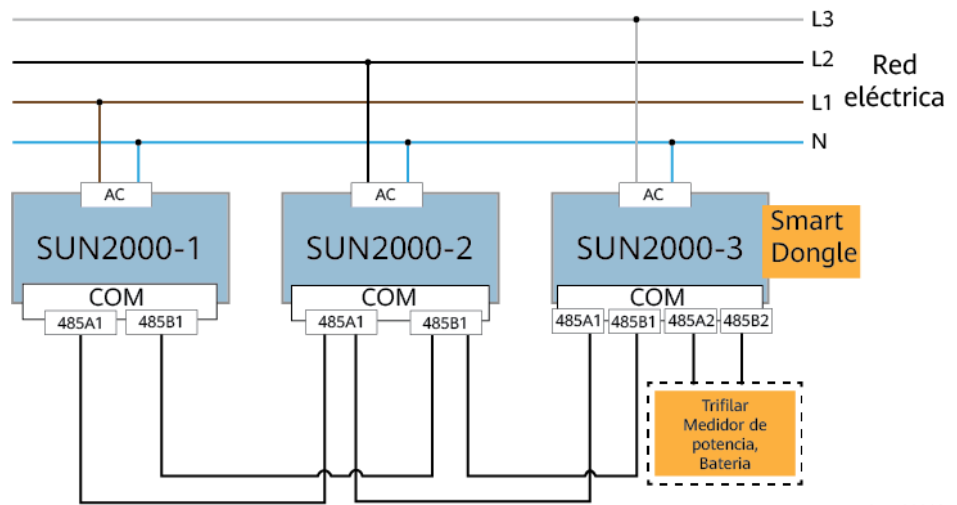 L3
L2
Red
eléctrica
L1
N
AC
AC
AC
SUN2000-1
SUN2000-2
SUN2000-3
Smart
Dongle
COM
COM
COM
485A1
485B1
485A1
485B1
485A1
485B1
485A2
485B2
Trifilar
Medidor de
potencia,
Bateria